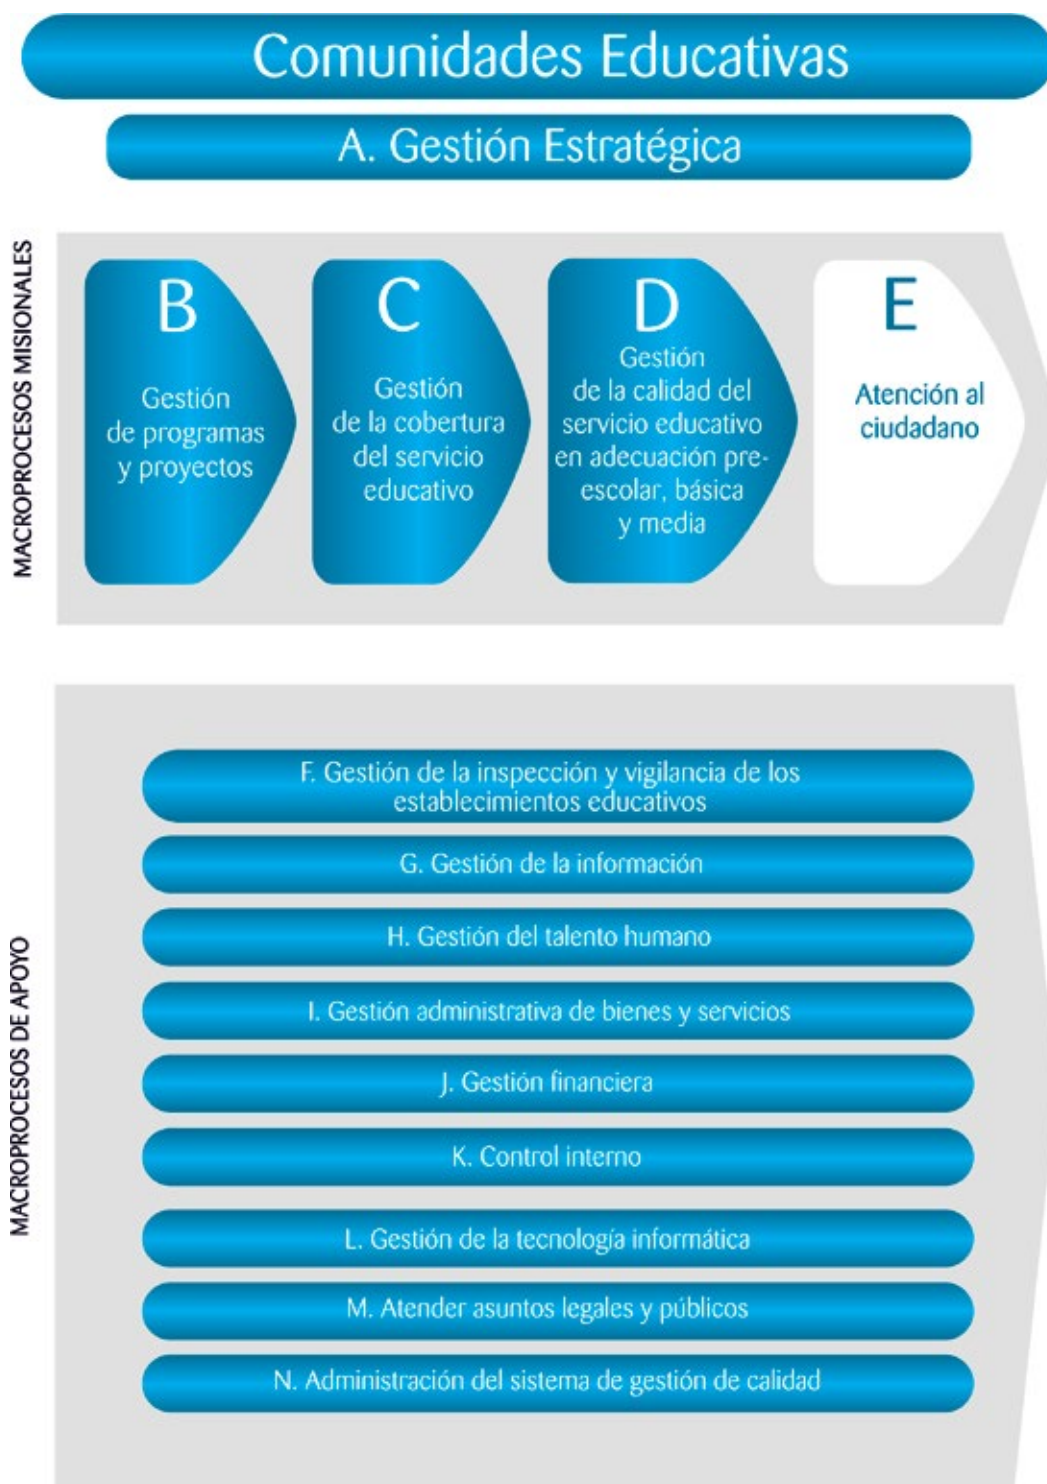 Comunidades Educativas
A. Gestión Estratégica
MACROPROCESOS MISIONALES
B
Gestión
de programas
y proyectos
C
Gestión
de la cobertura
del servicio
educativo
D
Gestión
de la calidad del
servicio educativo
en adecuación pre-
escolar, básica
y media
E
Atención al
ciudadano
MACROPROCESOS DE APOYO
F. Gestión de la inspección y vigilancia de los
establecimientos educativos
G. Gestión de la información
H. Gestión del talento humano
I. Gestión administrativa de bienes y servicios
J. Gestión financiera
K. Control interno
L. Gestión de la tecnología informática
M. Atender asuntos legales y públicos
N. Administración del sistema de gestión de calidad